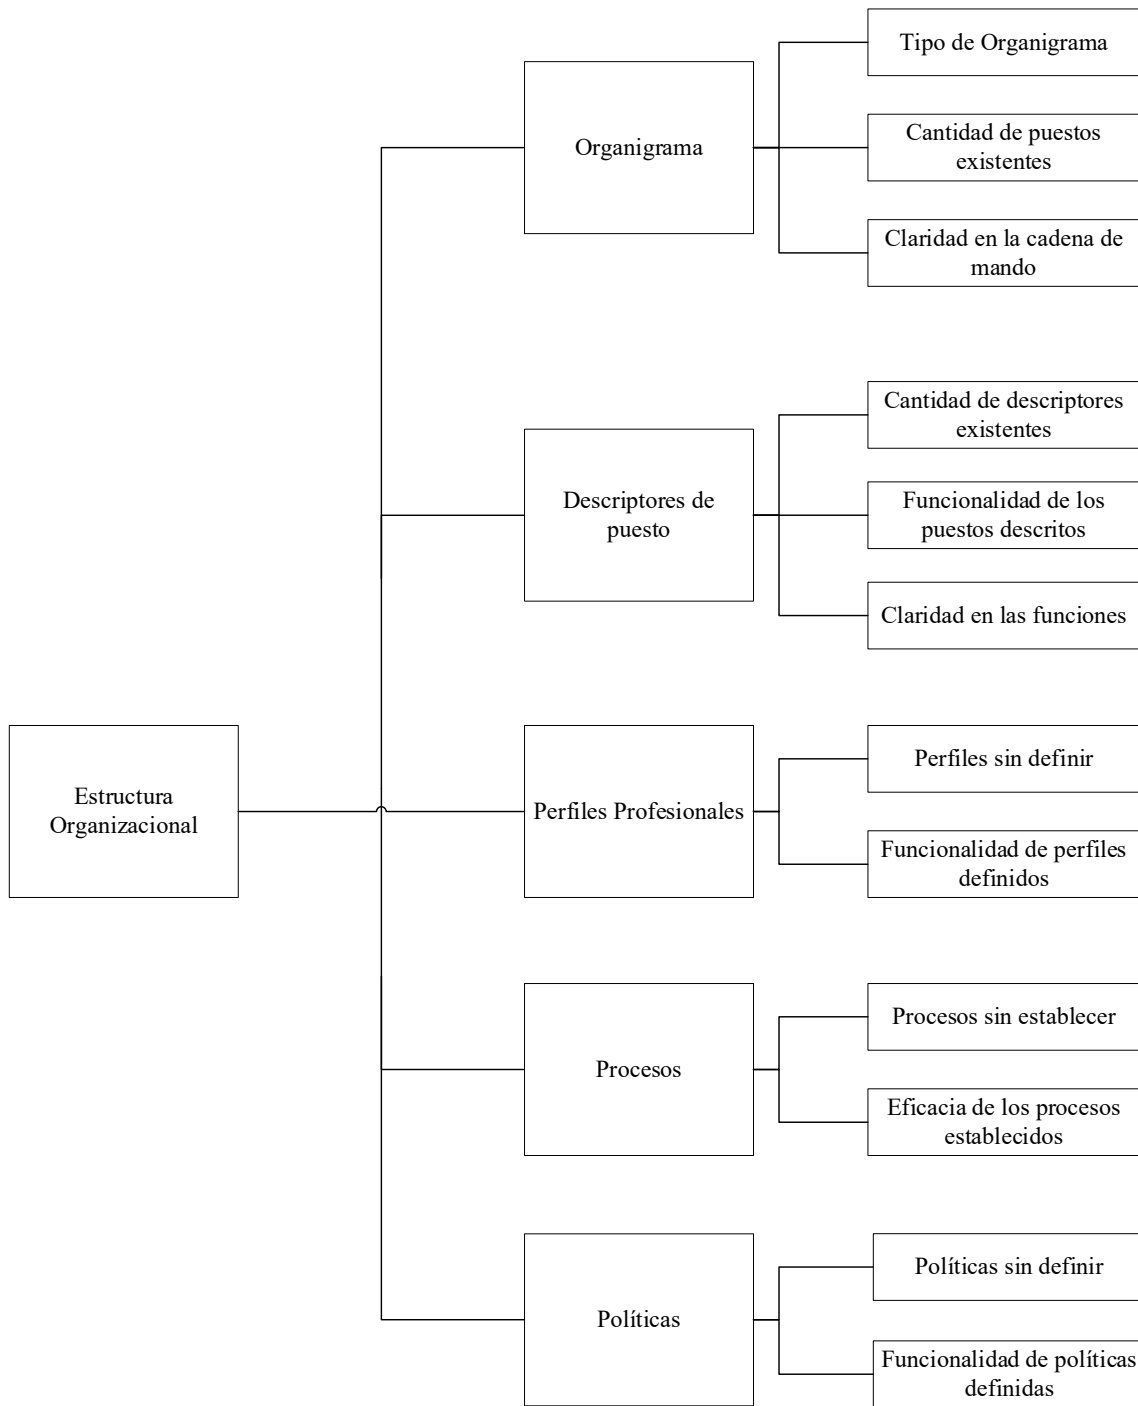 Tipo de Organigrama
Organigrama
Cantidad de puestos
existentes
Claridad en la cadena de
mando
Cantidad de descriptores
existentes
Descriptores de
puesto
Funcionalidad de los
puestos descritos
Claridad en las funciones
Estructura
Organizacional
Perfiles Profesionales
Perfiles sin definir
Funcionalidad de perfiles
definidos
Procesos
Procesos sin establecer
Eficacia de los procesos
establecidos
Políticas
Políticas sin definir
Funcionalidad de políticas
definidas